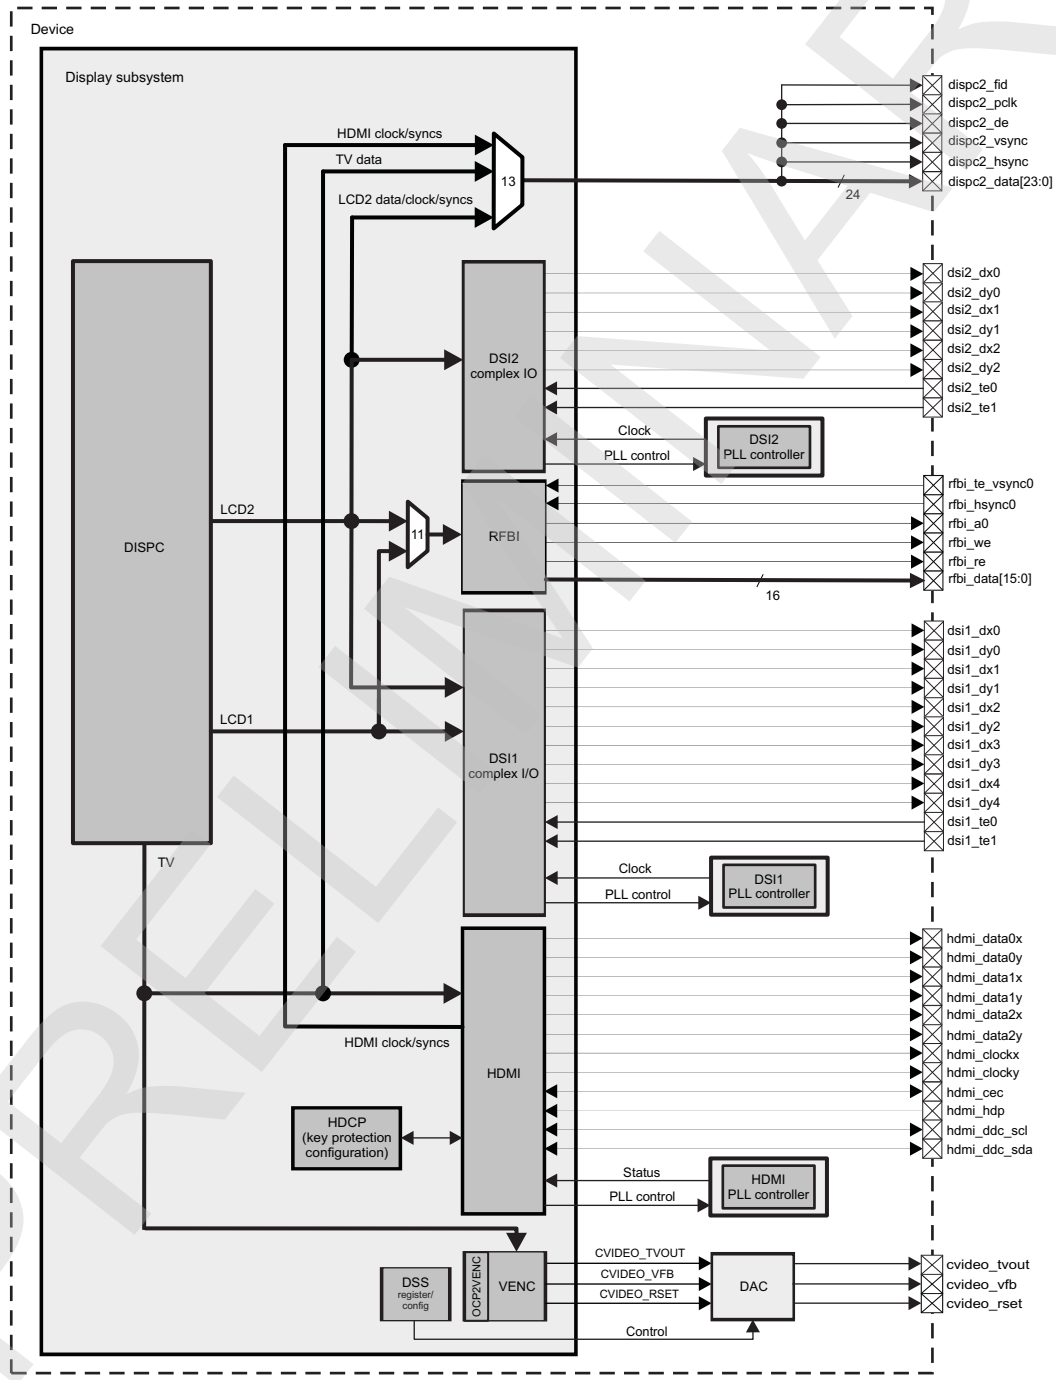 Device
Display subsystem
HDMI clock/syncs
TV data
LCD2 data/clock/syncs
13
24
dispc2_fid
dispc2_pclk
dispc2_de
dispc2_vsync
dispc2_hsync
dispc2_data[23:0]
DISPC
LCD2
LCD1
TV
11
DSI2
complex IO
dsi2_dx0
dsi2_dy0
dsi2_dx1
dsi2_dy1
dsi2_dx2
dsi2_dy2
dsi2_te0
dsi2_te1
Clock
PLL control
DSI2
PLL controller
RFBI
rfbi_te_vsync0
rfbi_hsync0
rfbi_a0
rfbi_we
rfbi_re
rfbi_data[15:0]
16
DSI1
complex I/O
dsi1_dx0
dsi1_dy0
dsi1_dx1
dsi1_dy1
dsi1_dx2
dsi1_dy2
dsi1_dx3
dsi1_dy3
dsi1_dx4
dsi1_dy4
dsi1_te0
dsi1_te1
Clock
PLL control
DSI1
PLL controller
HDMI clock/syncs
HDMI
hdmi_data0x
hdmi_data0y
hdmi_data1x
hdmi_data1y
hdmi_data2x
hdmi_data2y
hdmi_clockx
hdmi_clocky
hdmi_cec
hdmi_hdp
hdmi_ddc_scl
hdmi_ddc_sda
HDCP
(key protection
configuration)
Status
PLL control
HDMI
PLL controller
DSS
register/
config
OCP2VENC
VENC
CVIDEO_TVOUT
CVIDEO_VFB
CVIDEO_RSET
Control
DAC
cvideo_tvout
cvideo_vfb
cvideo_rset
PRELIMINAR